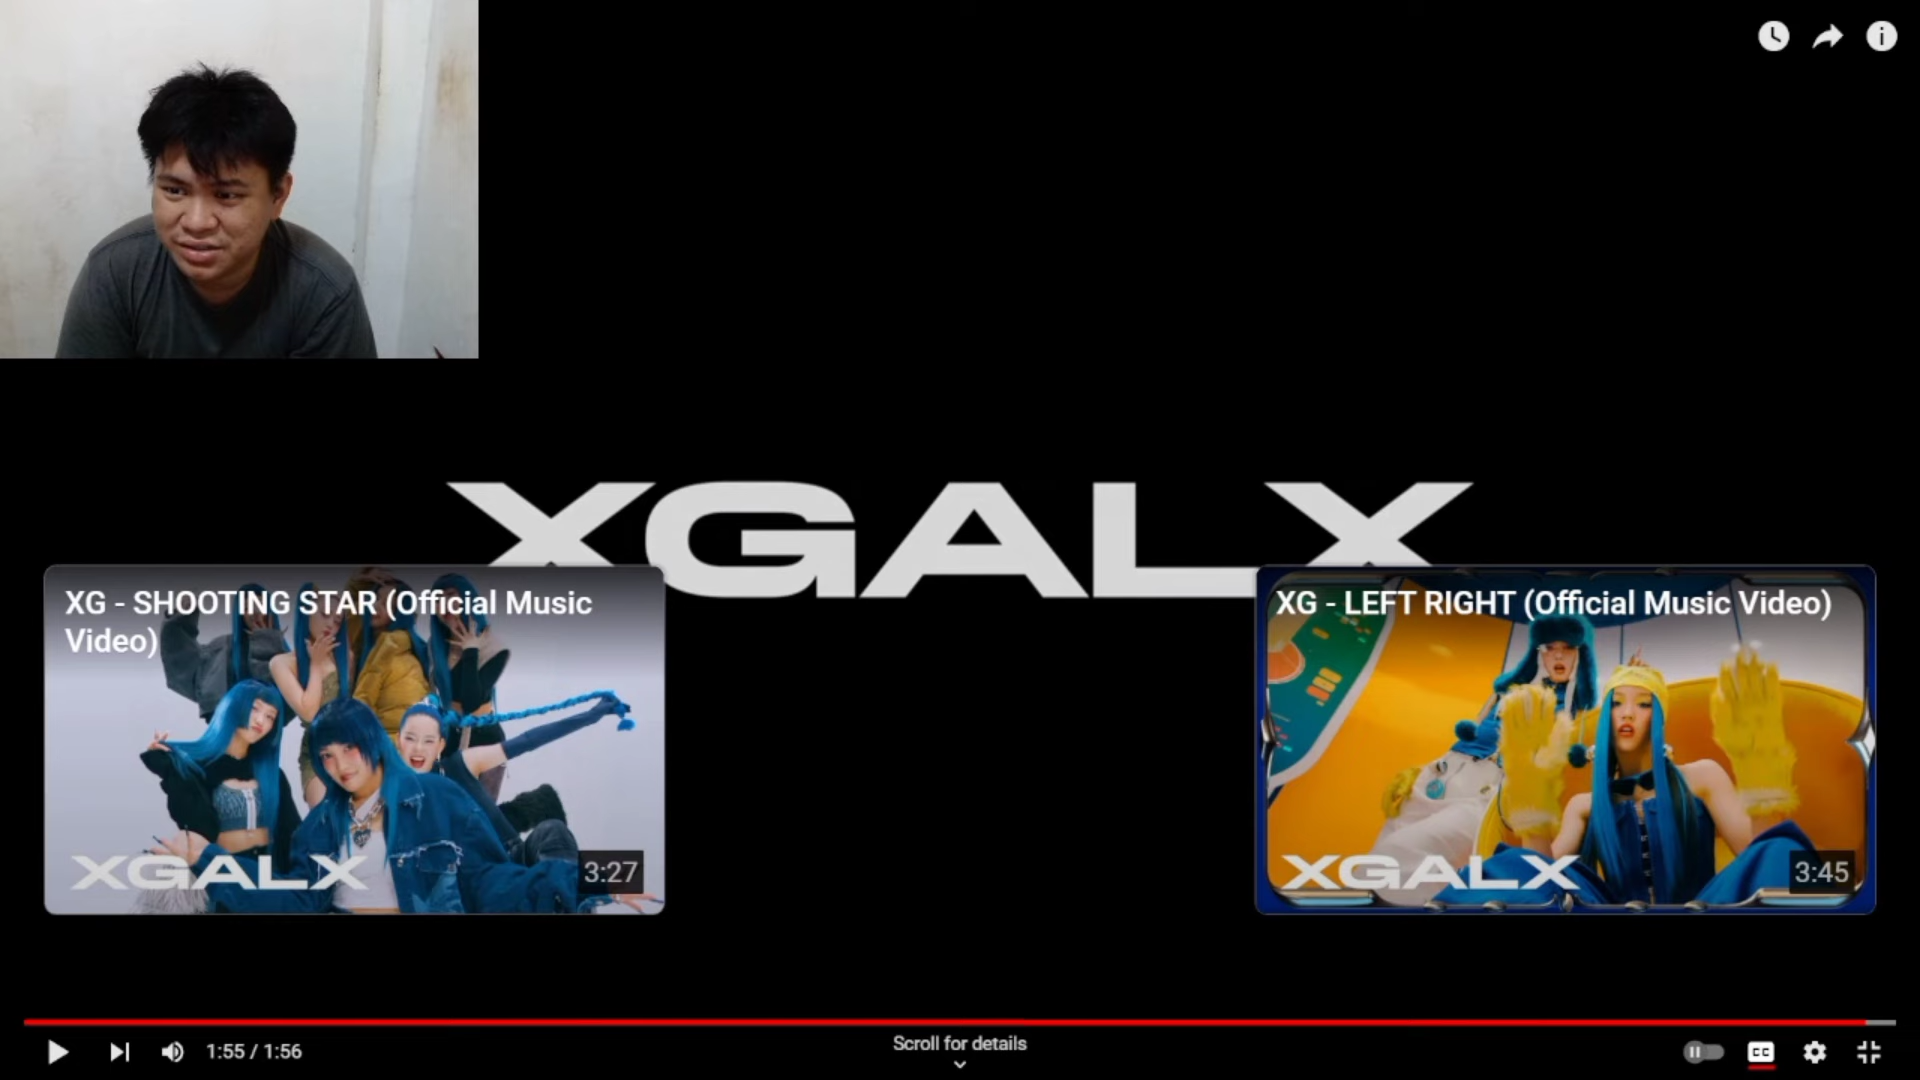 XGALX
XG - SHOOTING STAR (Official Music
Video)
XGALX
3:27
XG - LEFT RIGHT (Official Music Video)
XGALX
3:45
1:55 / 1:56
Scroll for details
CC